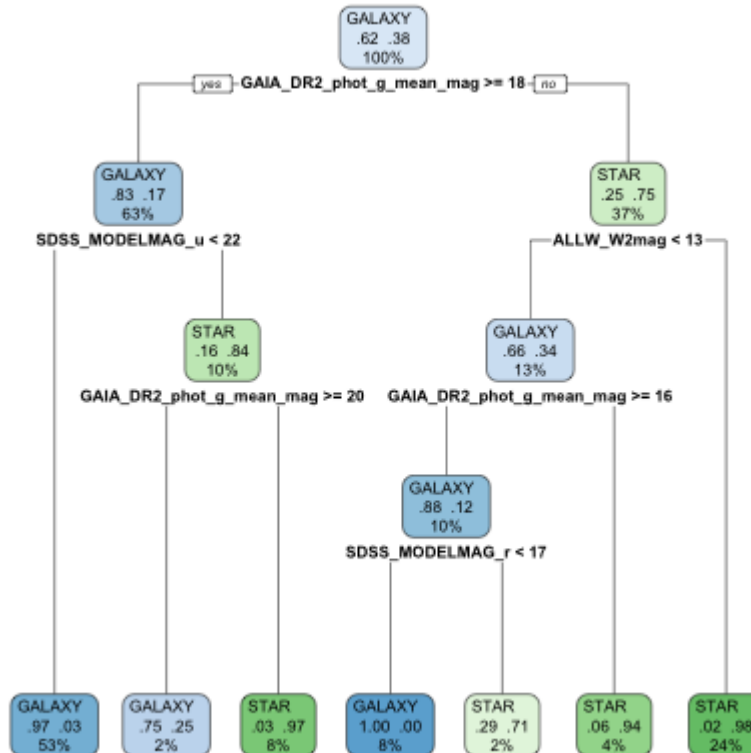 GALAXY
.62 .38
100%
yes GAIA_DR2_phot_g_mean_mag >= 18 no
GALAXY
.83 .17
63%
SDSS_MODELMAG_u < 22
STAR
.25 .75
37%
ALLW_W2mag < 13
STAR
.16 .84
10%
GAIA_DR2_phot_g_mean_mag >= 20
GALAXY
.66 .34
13%
GAIA_DR2_phot_g_mean_mag >= 16
GALAXY
.88 .12
10%
SDSS_MODELMAG_r < 17
GALAXY
.97 .03
53%
GALAXY
.75 .25
2%
STAR
.03 .97
8%
GALAXY
1.00 .00
8%
STAR
.29 .71
2%
STAR
.06 .94
4%
STAR
.02 .98
24%